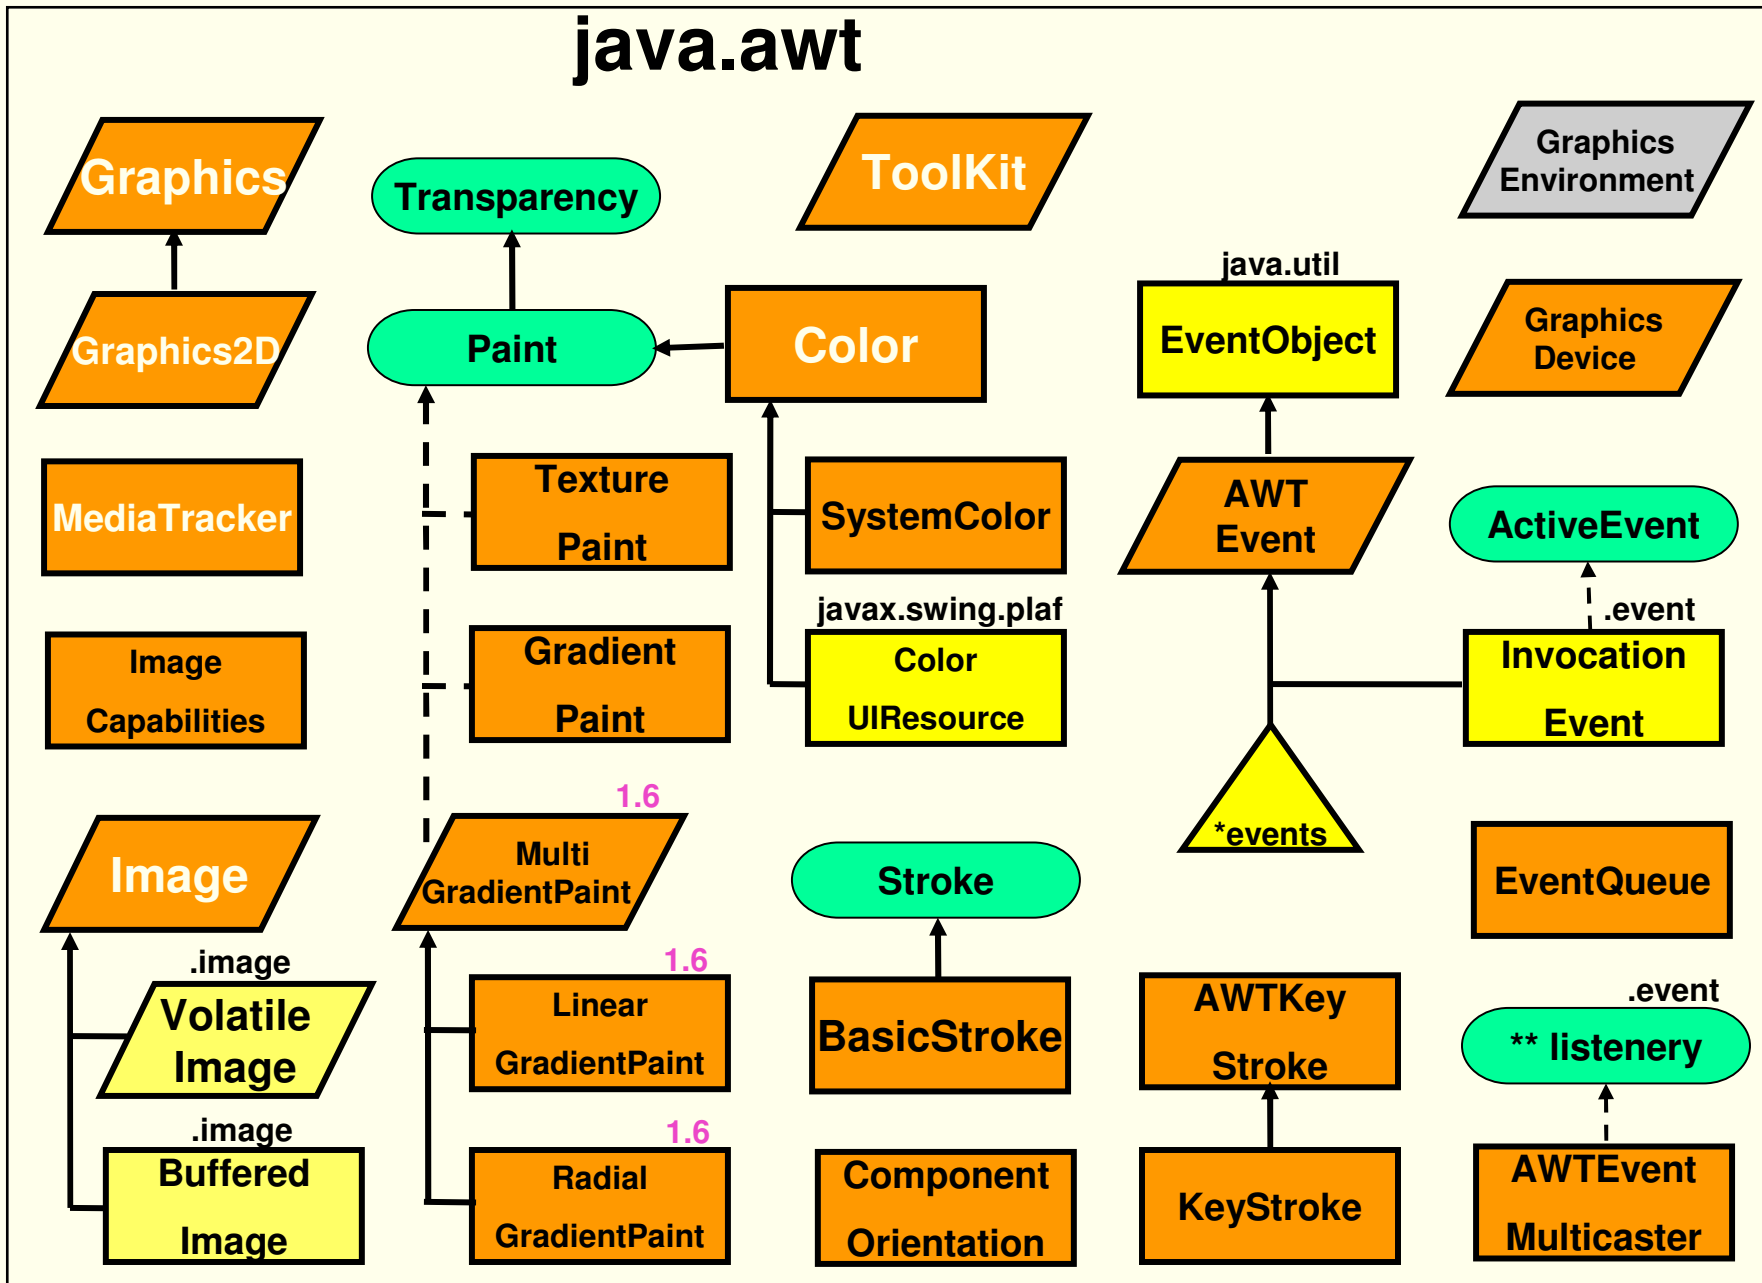 java.awt
Graphics
Transparency
ToolKit
Graphics
Environment
java.util
Graphics2D
Paint
Color
EventObject
Graphics
Device
MediaTracker
Texture
Paint
SystemColor
AWT
Event
ActiveEvent
javax.swing.plaf
.event
Image
Capabilities
Gradient
Paint
Color
UIResource
Invocation
Event
1.6
*events
Image
Multi
GradientPaint
Stroke
EventQueue
.image
1.6
Volatile
Image
Linear
GradientPaint
BasicStroke
AWTKey
Stroke
.event
** listenery
.image
1.6
Buffered
Image
Radial
GradientPaint
Component
Orientation
KeyStroke
AWTEvent
Multicaster